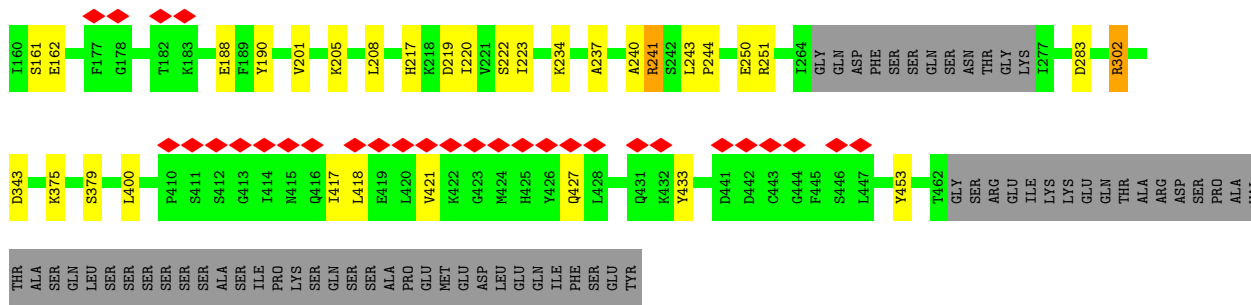 I160 S161 E162 F177 G178 T182 K183 E188 F189 Y190 V201 K205 L208 H217 K218 D219 I220 V221 S222 I223 K234 A237 A240 R241 S242 L243 P244 E250 R251 I264 GLY GLN ASP PHE SER SER GLN SER ASN THR GLY LYS I277 D283 R302
D343 K375 S379 L400 P410 S411 S412 G413 I414 N415 Q416 I417 L418 E419 L420 V421 K422 G423 M424 H425 Y426 Q427 L428 Q431 K432 Y433 D441 D442 C443 G444 F445 S446 L447 Y453 T462 GLY SER ARG GLU ILE LYS LYS GLU GLN THR ALA ARG ASP SER PRO ALA
THR ALA SER GLN LEU SER SER SER SER SER SER ALA SER ILE PRO LYS SER GLN SER SER ALA PRO GLU MET GLU ASP LEU GLU GLN ILE PHE SER GLU TYR